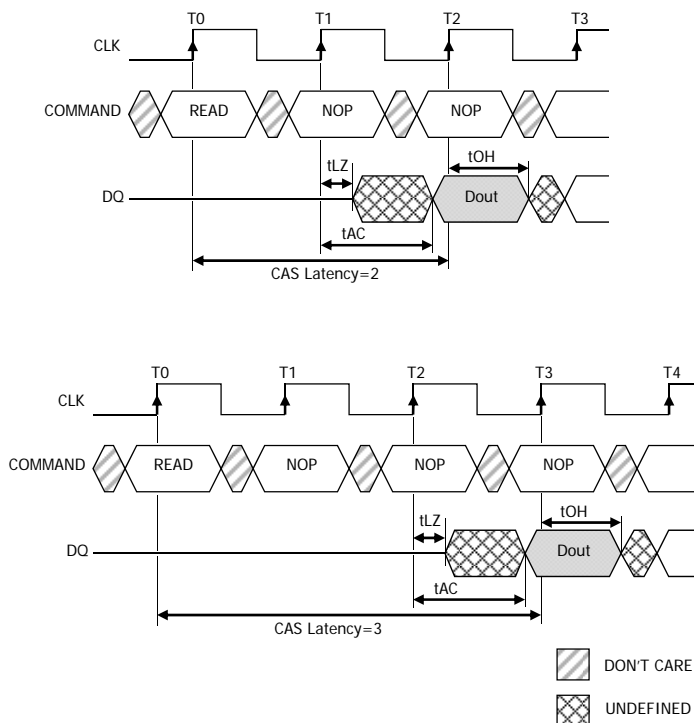 T0 T1 T2 T3
CLK
COMMAND READ NOP NOP
tLZ tOH
DQ Dout
tAC
CAS Latency=2
T0 T1 T2 T3 T4
CLK
COMMAND READ NOP NOP NOP
tLZ tOH
DQ Dout
tAC
CAS Latency=3
DON'T CARE
UNDEFINED